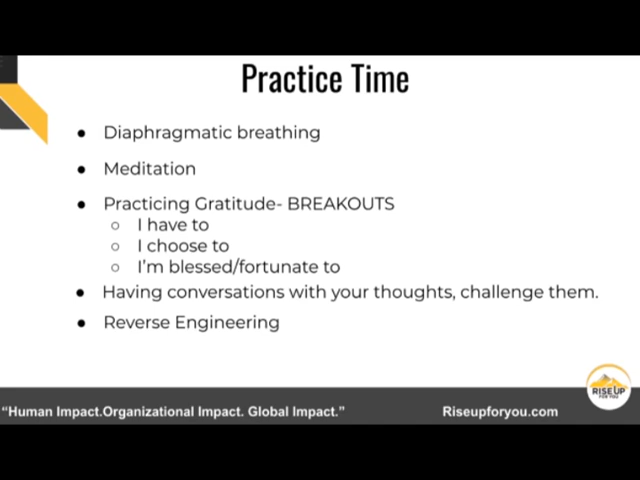 Practice Time
● Diaphragmatic breathing
● Meditation
● Practicing Gratitude- BREAKOUTS
○ I have to
○ I choose to
○ I'm blessed/fortunate to
● Having conversations with your thoughts, challenge them.
● Reverse Engineering
RISE UP
FOR YOU
“Human Impact.Organizational Impact. Global Impact.” Riseupforyou.com